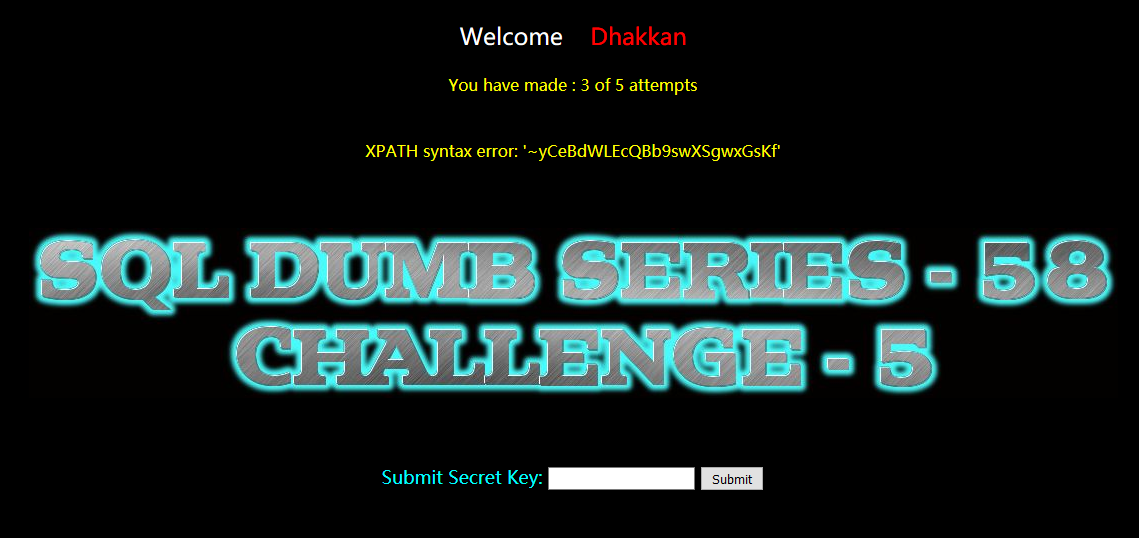 Welcome Dhakkan
You have made : 3 of 5 attempts
XPATH syntax error: '~yCeBdWLEcQBb9swXSgwxGsKf'
SQL DUMB SERIES - 58
CHALLENGE - 5
Submit Secret Key: Submit